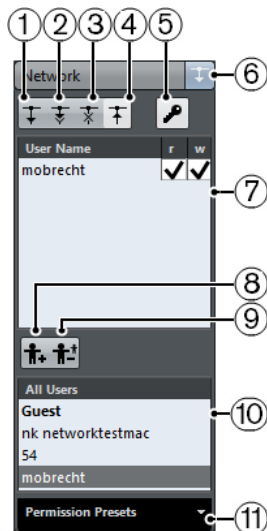 1 2 3 4 5
Network 6
User Name r w
mobrecht
7
8
9
All Users
Guest 10
nk networktestmac
54
mobrecht
Permission Presets 11